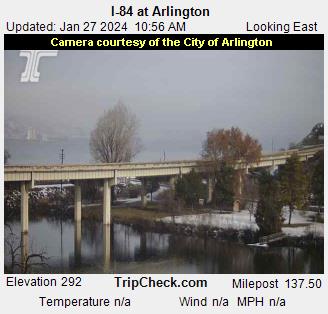 I-84 at Arlington
Updated: Jan 27 2024 10:56 AM Looking East
Camera courtesy of the City of Arlington
Elevation 292 TripCheck.com Milepost 137.50
Temperature n/a Wind n/a MPH n/a